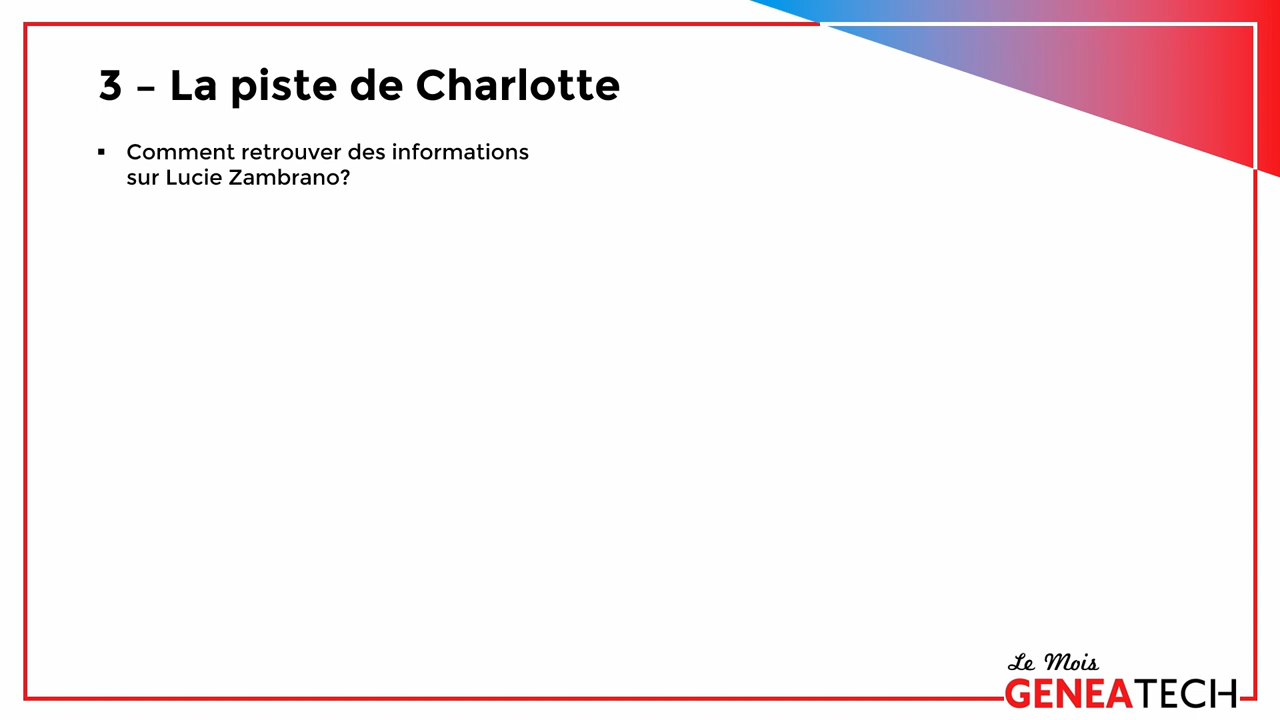 3 – La piste de Charlotte
▪ Comment retrouver des informations
sur Lucie Zambrano?
Le Mois
GENEATECH